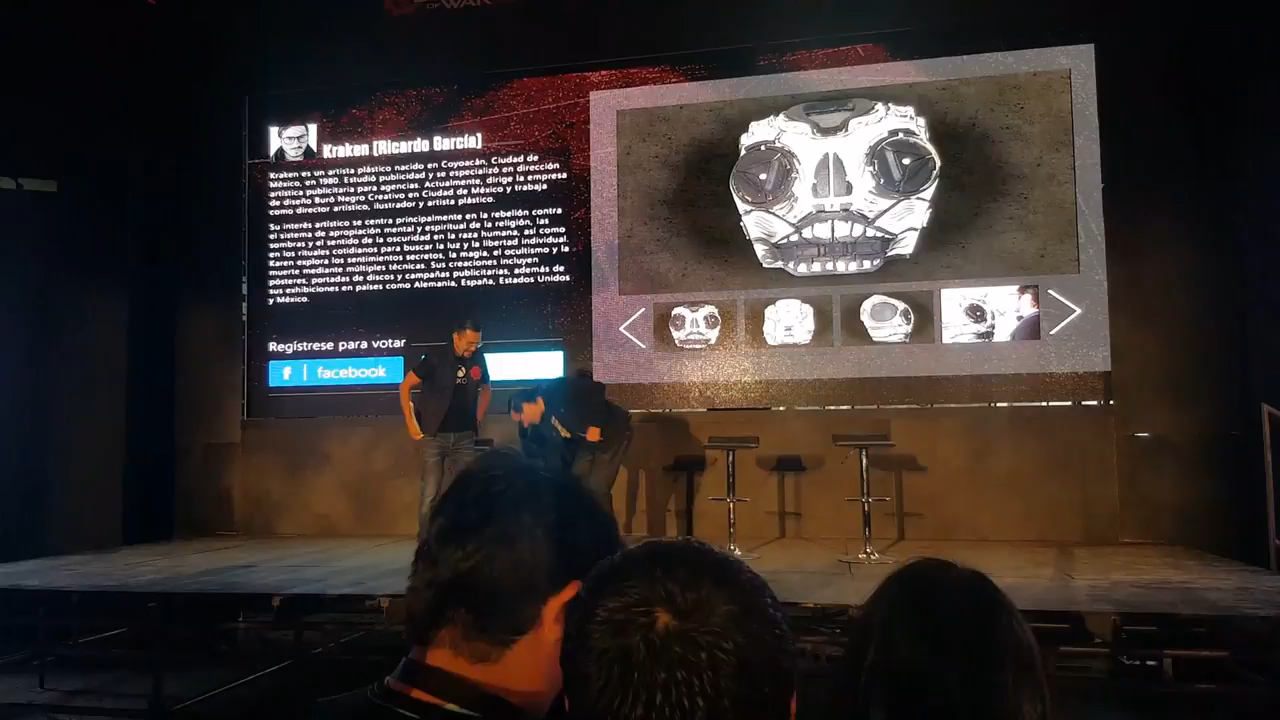 OF WAR
Kraken (Ricardo García)
Kraken es un artista plástico nacido en Coyoacán, Ciudad de
México, en 1980. Estudió publicidad y se especializó en dirección
artística publicitaria para agencias. Actualmente, dirige la empresa
de diseño Buró Negro Creativo en Ciudad de México y trabaja
como director artístico, ilustrador y artista plástico.
Su interés artístico se centra principalmente en la rebelión contra
el sistema de apropiación mental y espiritual de la religión, las
sombras y el sentido de la oscuridad en la raza humana, así como
en los rituales cotidianos para buscar la luz y la libertad individual.
Karen explora los sentimientos secretos, la magia, el ocultismo y la
muerte mediante múltiples técnicas. Sus creaciones incluyen
pósteres, portadas de discos y campañas publicitarias, además de
sus exhibiciones en países como Alemania, España, Estados Unidos
y México.
Regístrese para votar
f | facebook